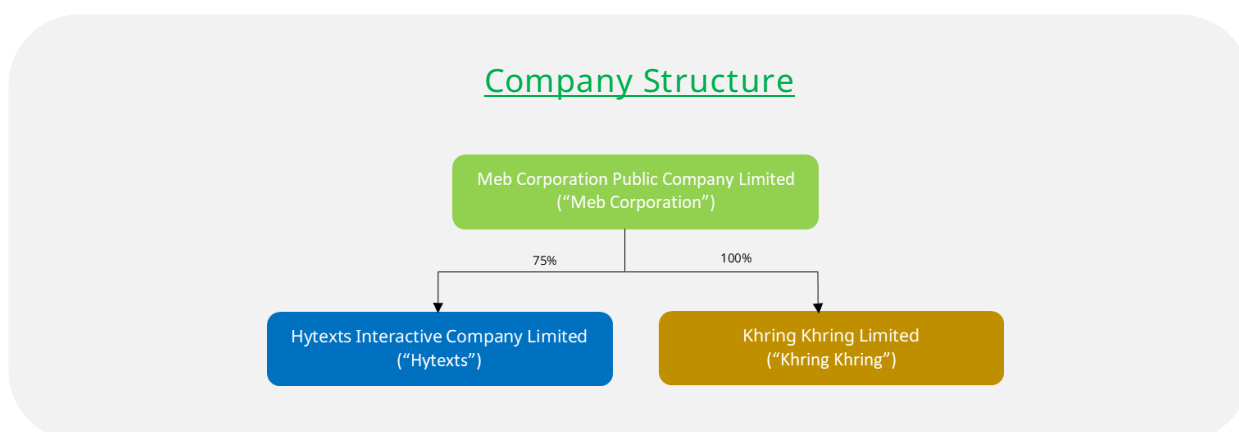 Company Structure
Meb Corporation Public Company Limited
(“Meb Corporation”)
75%
100%
Hytexts Interactive Company Limited
(“Hytexts”)
Khring Khring Limited
(“Khring Khring”)